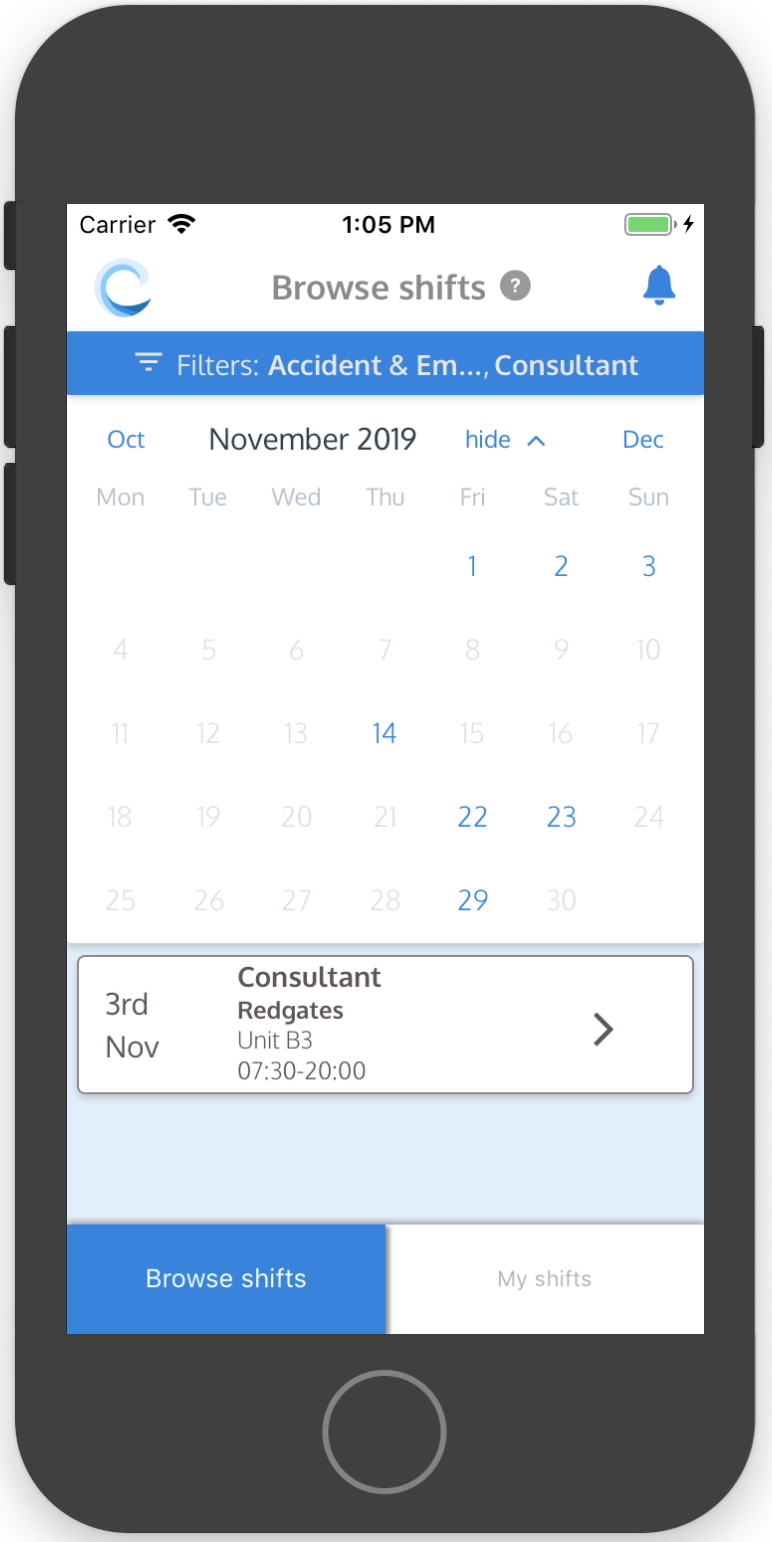 Carrier 1:05 PM
Browse shifts ?
Filters: Accident & Em..., Consultant
Oct November 2019 hide Dec
Mon Tue Wed Thu Fri Sat Sun
1 2 3
4 5 6 7 8 9 10
11 12 13 14 15 16 17
18 19 20 21 22 23 24
25 26 27 28 29 30
3rd
Nov
Consultant
Redgates
Unit B3
07:30-20:00
Browse shifts My shifts